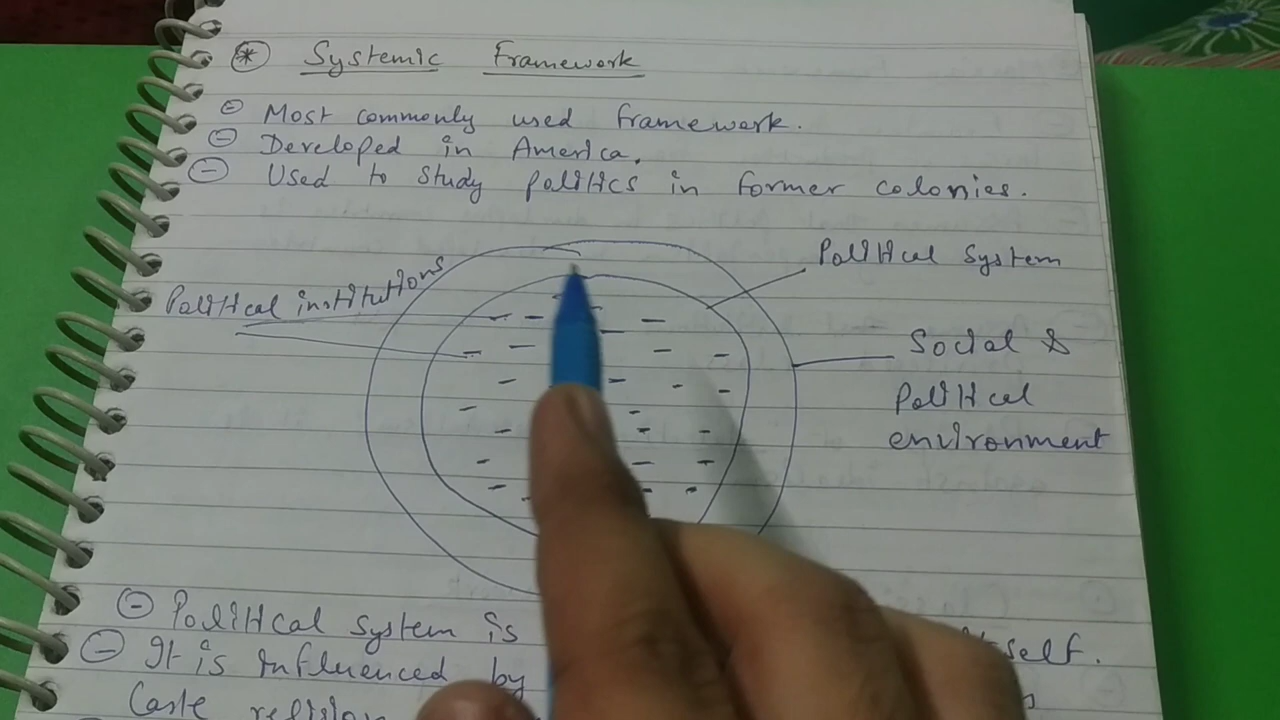 * Systemic Framework
Most commonly used framework.
Developed in America.
Used to study politics in former colonies.
Political institutions
Political System
Social &
Political
environment
Political system is self.
It is influenced by
Caste religion